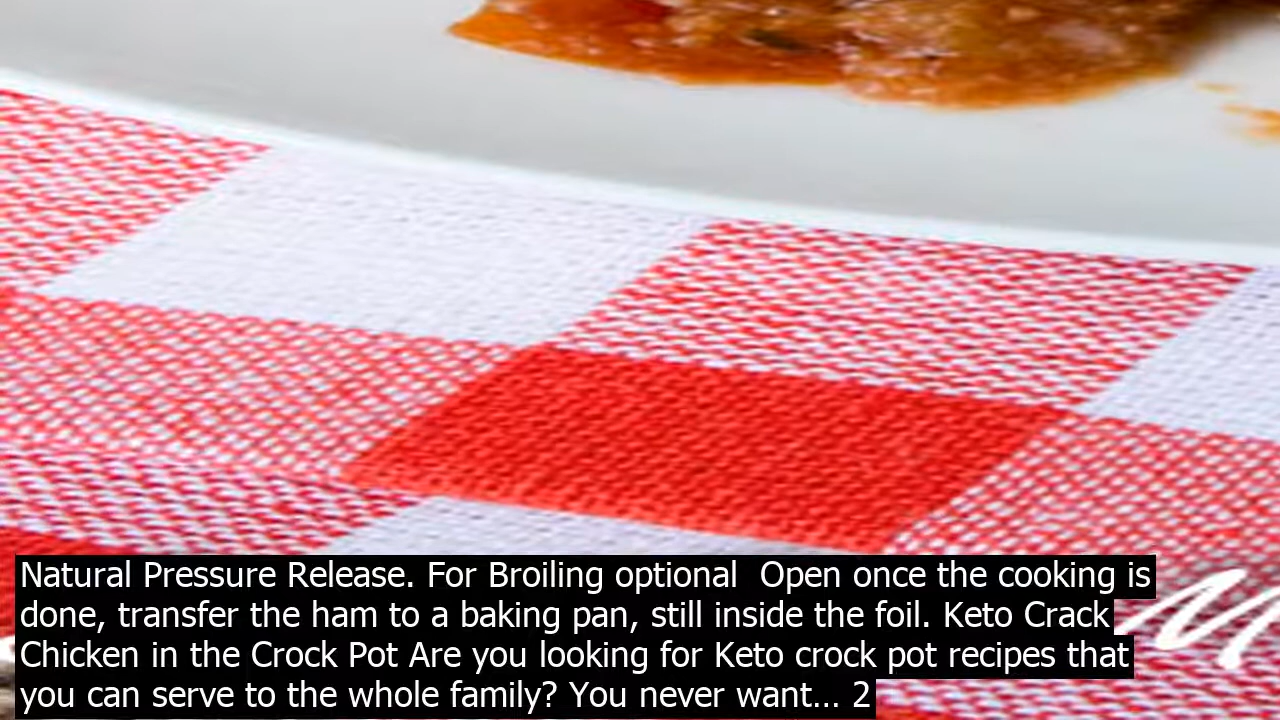 Natural Pressure Release. For Broiling optional  Open once the cooking is
done, transfer the ham to a baking pan, still inside the foil. Keto Crack
Chicken in the Crock Pot Are you looking for Keto crock pot recipes that
you can serve to the whole family? You never want... 2